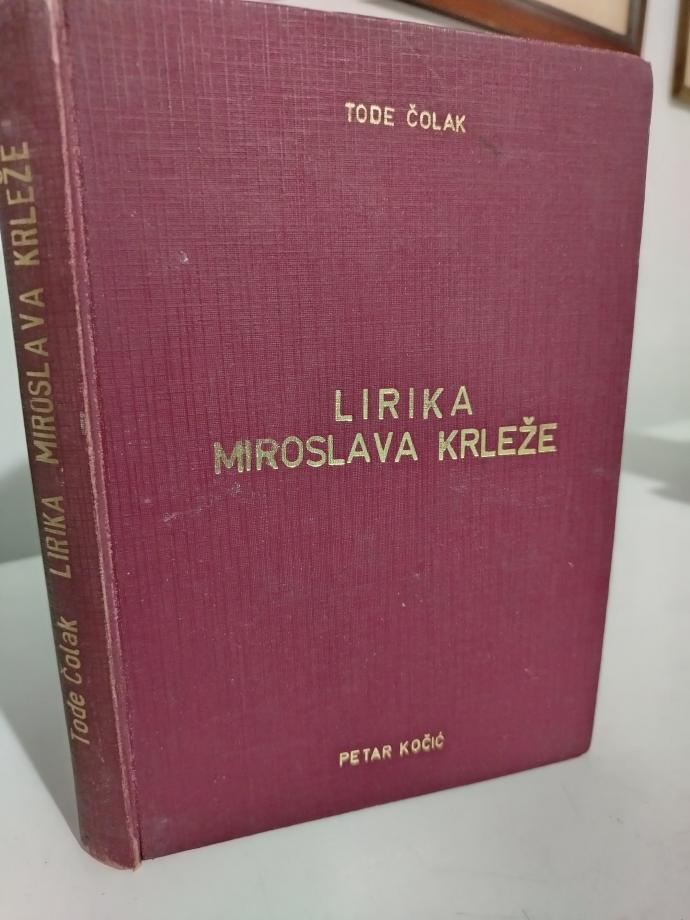 TODE ČOLAK
LIRIKA
MIROSLAVA KRLEŽE
PETAR KOČIĆ
Tode Čolak LIRIKA MIROSLAVA KRLEŽE